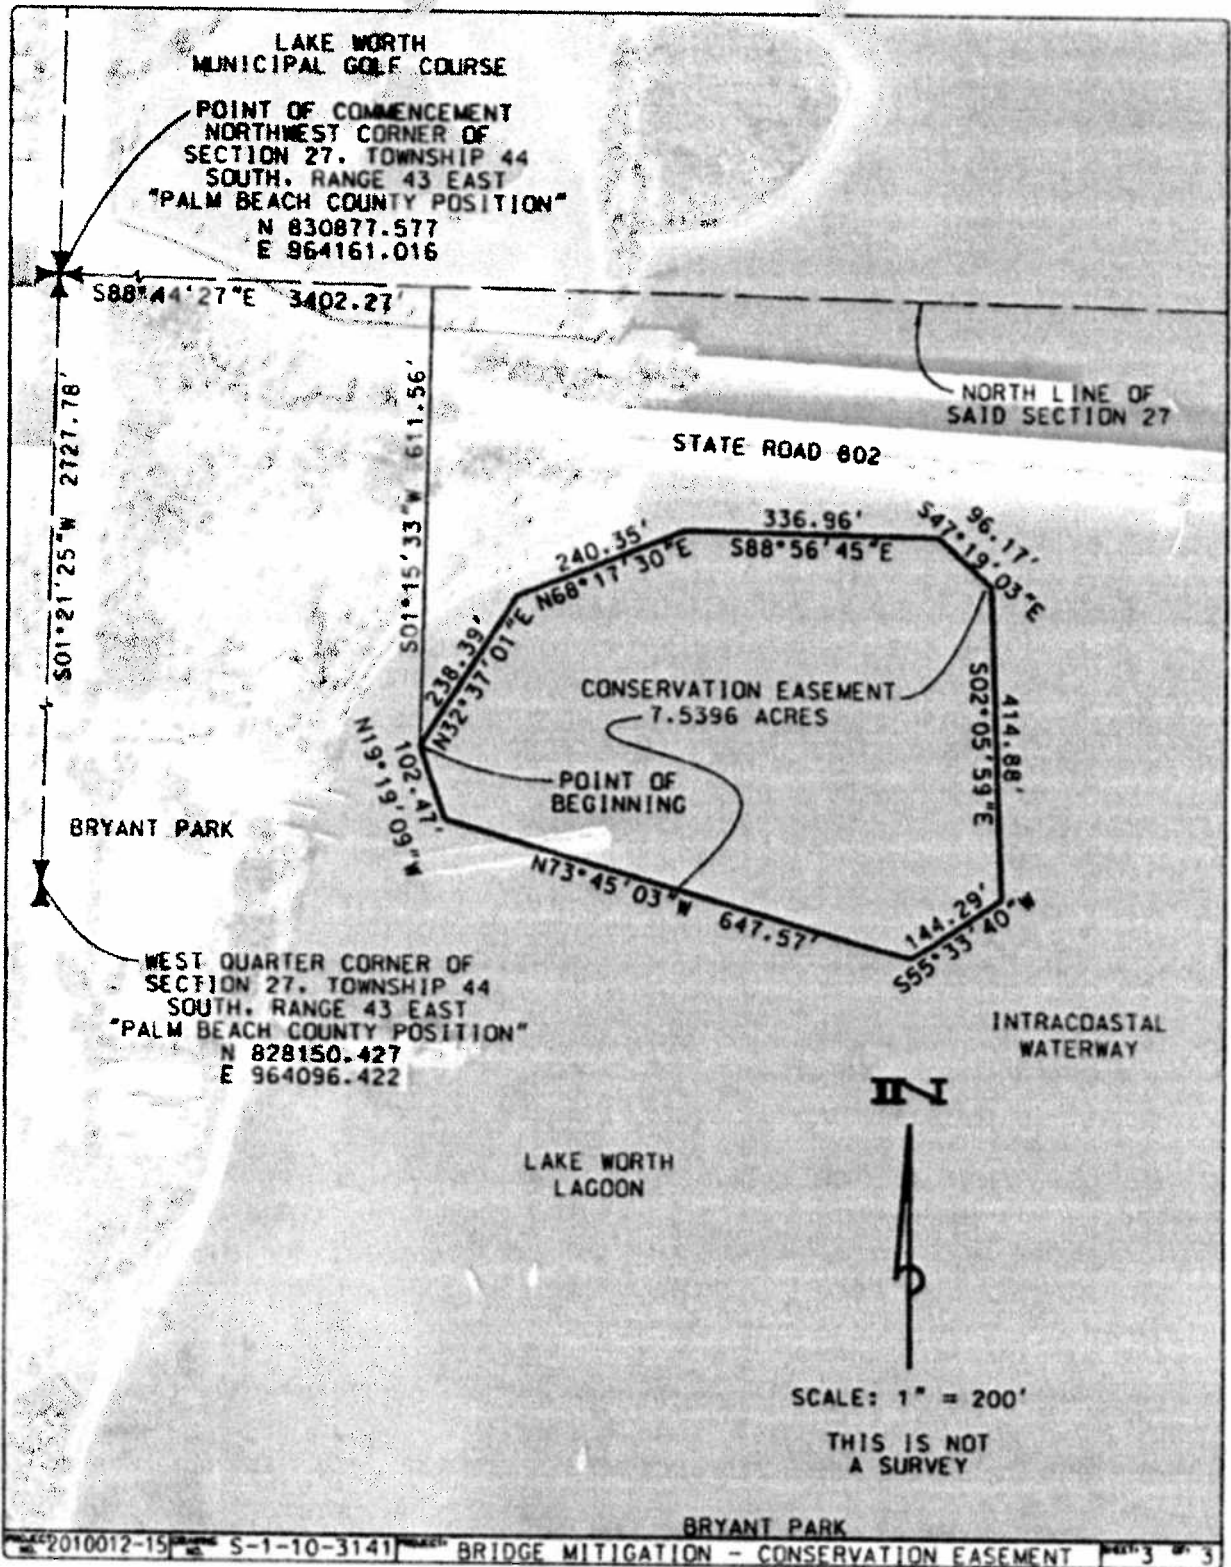 LAKE WORTH
MUNICIPAL GOLF COURSE
POINT OF COMMENCEMENT
NORTHWEST CORNER OF
SECTION 27. TOWNSHIP 44
SOUTH. RANGE 43 EAST
"PALM BEACH COUNTY POSITION"
N 830877.577
E 964161.016
S88°44'27"E 3402.27'
S01°21'25"W 2727.78'
S01°15'33"W 611.56'
NORTH LINE OF
SAID SECTION 27
STATE ROAD 802
336.96'
S88°56'45"E
96.17'
S47°19'03"E
240.35'
N68°17'30"E
238.39'
N32°37'01"E
CONSERVATION EASEMENT
7.5396 ACRES
414.88'
S02°05'59"E
POINT OF
BEGINNING
102.47'
N19°19'09"W
BRYANT PARK
N73°45'03"W 647.57'
144.29'
S55°33'40"W
WEST QUARTER CORNER OF
SECTION 27. TOWNSHIP 44
SOUTH. RANGE 43 EAST
"PALM BEACH COUNTY POSITION"
N 828150.427
E 964096.422
INTRACOASTAL
WATERWAY
N
LAKE WORTH
LAGOON
SCALE: 1" = 200'
THIS IS NOT
A SURVEY
BRYANT PARK
2010012-15 S-1-10-3141 BRIDGE MITIGATION - CONSERVATION EASEMENT 3 3